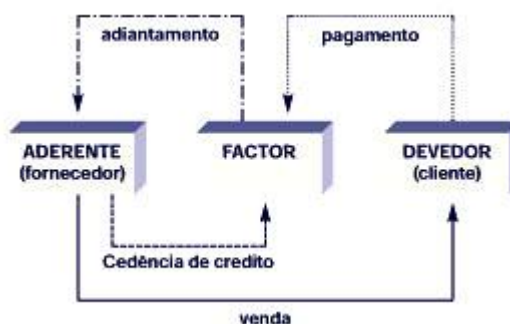 adiantamento
pagamento
ADERENTE
(fornecedor)
FACTOR
DEVEDOR
(cliente)
Cedência de credito
venda